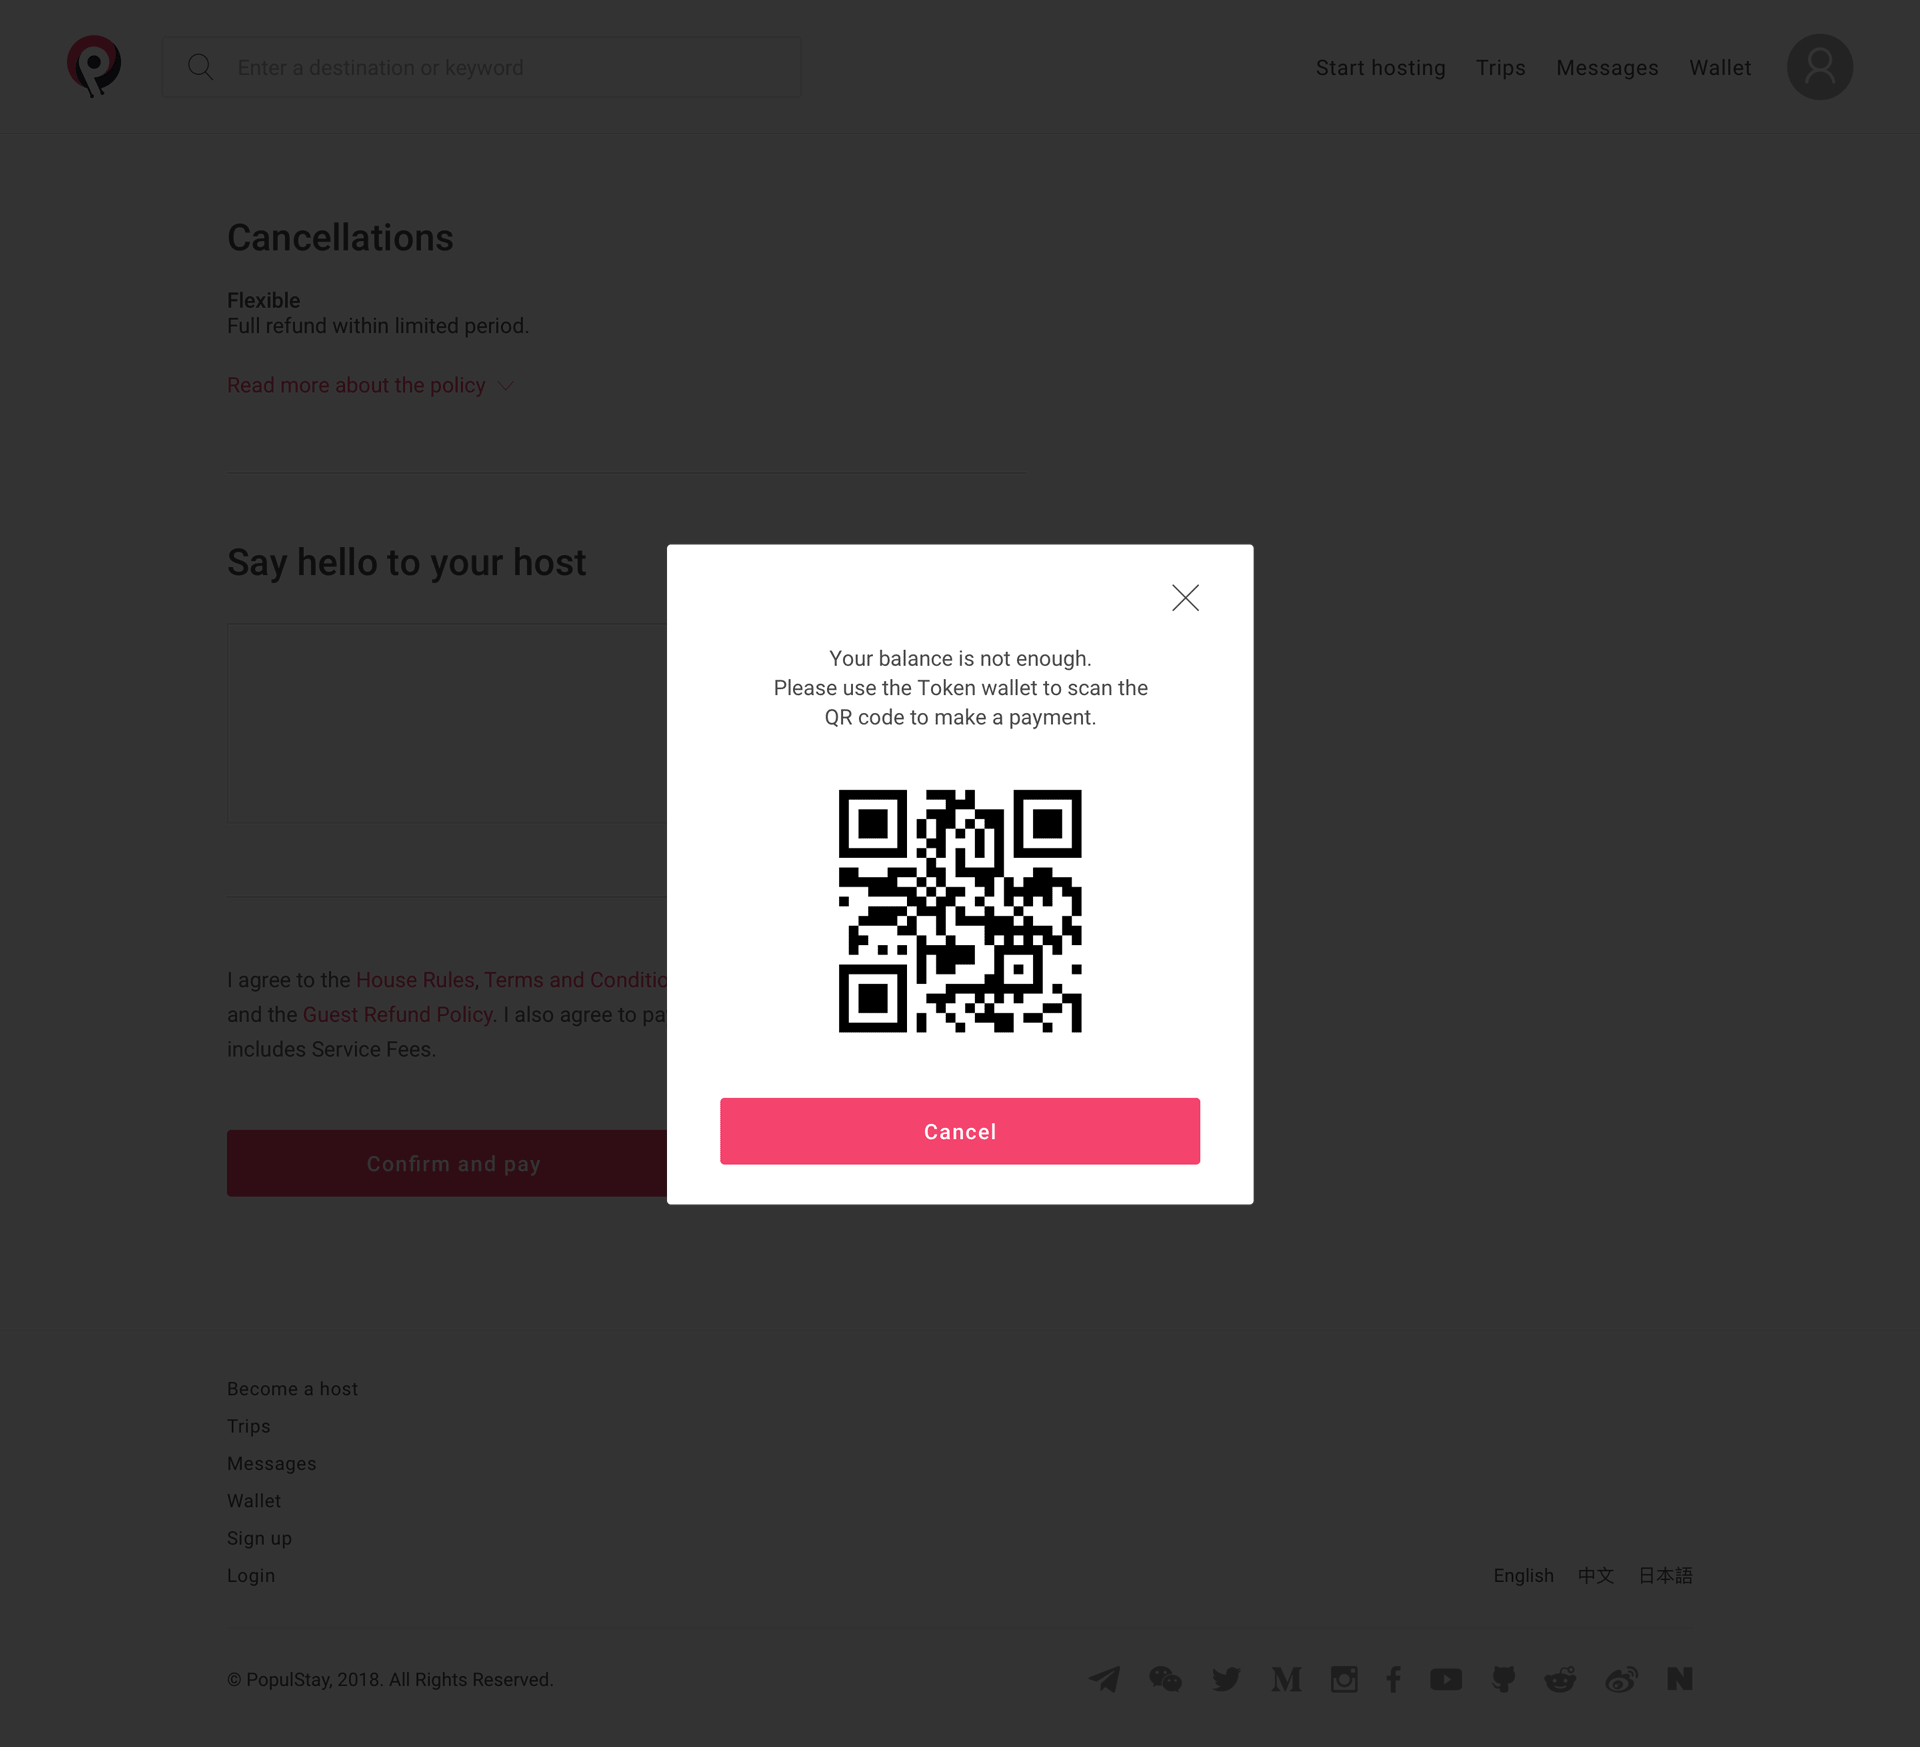 Enter a destination or keyword
Start hosting
Trips
Messages
Wallet
Cancellations
Flexible
Full refund within limited period.
Read more about the policy
Say hello to your host
Your balance is not enough.
Please use the Token wallet to scan the
QR code to make a payment.
I agree to the House Rules, Terms and Conditio
and the Guest Refund Policy. I also agree to pa
includes Service Fees.
Cancel
Confirm and pay
Become a host
Trips
Messages
Wallet
Sign up
Login
English 中文 日本語
© PopulStay, 2018. All Rights Reserved.